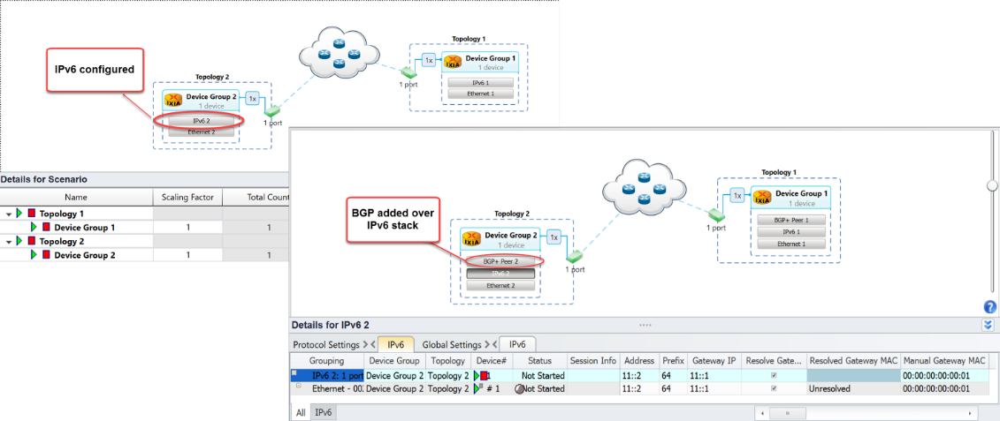 IPv6 configured
Topology 1
1x
IXIA
Device Group 1
1 device
IPv6 1
Ethernet 1
1 port
Topology 2
IXIA
Device Group 2
1 device
1x
IPv6 2
Ethernet 2
1 port
Details for Scenario
Name Scaling Factor Total Count
Topology 1
Device Group 1 1 1
Topology 2
Device Group 2 1 1
BGP added over
IPv6 stack
Topology 1
1x
IXIA
Device Group 1
1 device
BGP+ Peer 1
IPv6 1
Ethernet 1
1 port
Topology 2
IXIA
Device Group 2
1 device
1x
BGP+ Peer 2
IPv6 2
Ethernet 2
1 port
?
Details for IPv6 2
Protocol Settings IPv6 Global Settings IPv6
Grouping Device Group Topology Device# Status Session Info Address Prefix Gateway IP Resolve Gate... Resolved Gateway MAC Manual Gateway MAC
IPv6 2: 1 port Device Group 2 Topology 2 1 Not Started 11::2 64 11::1 00:00:00:00:00:01
Ethernet - 00: Device Group 2 Topology 2 # 1 Not Started 11::2 64 11::1 Unresolved 00:00:00:00:00:01
All IPv6